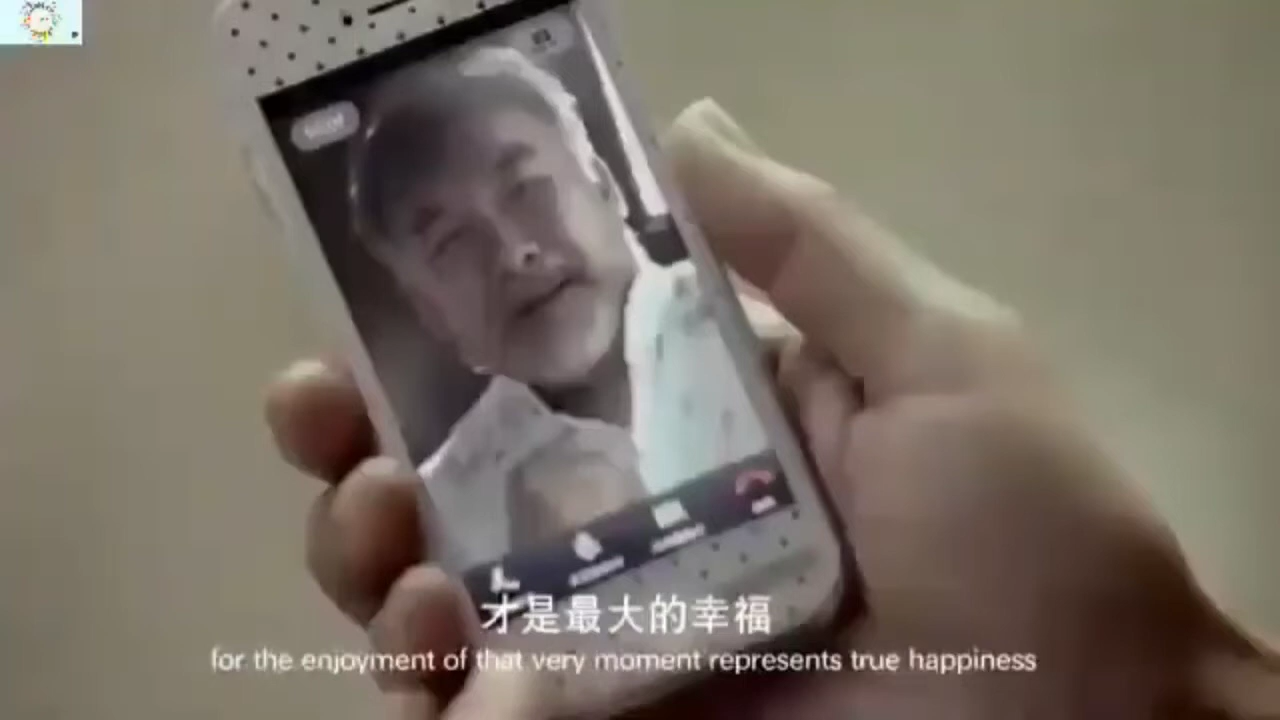 才是最大的幸福
for the enjoyment of that very moment represents true happiness